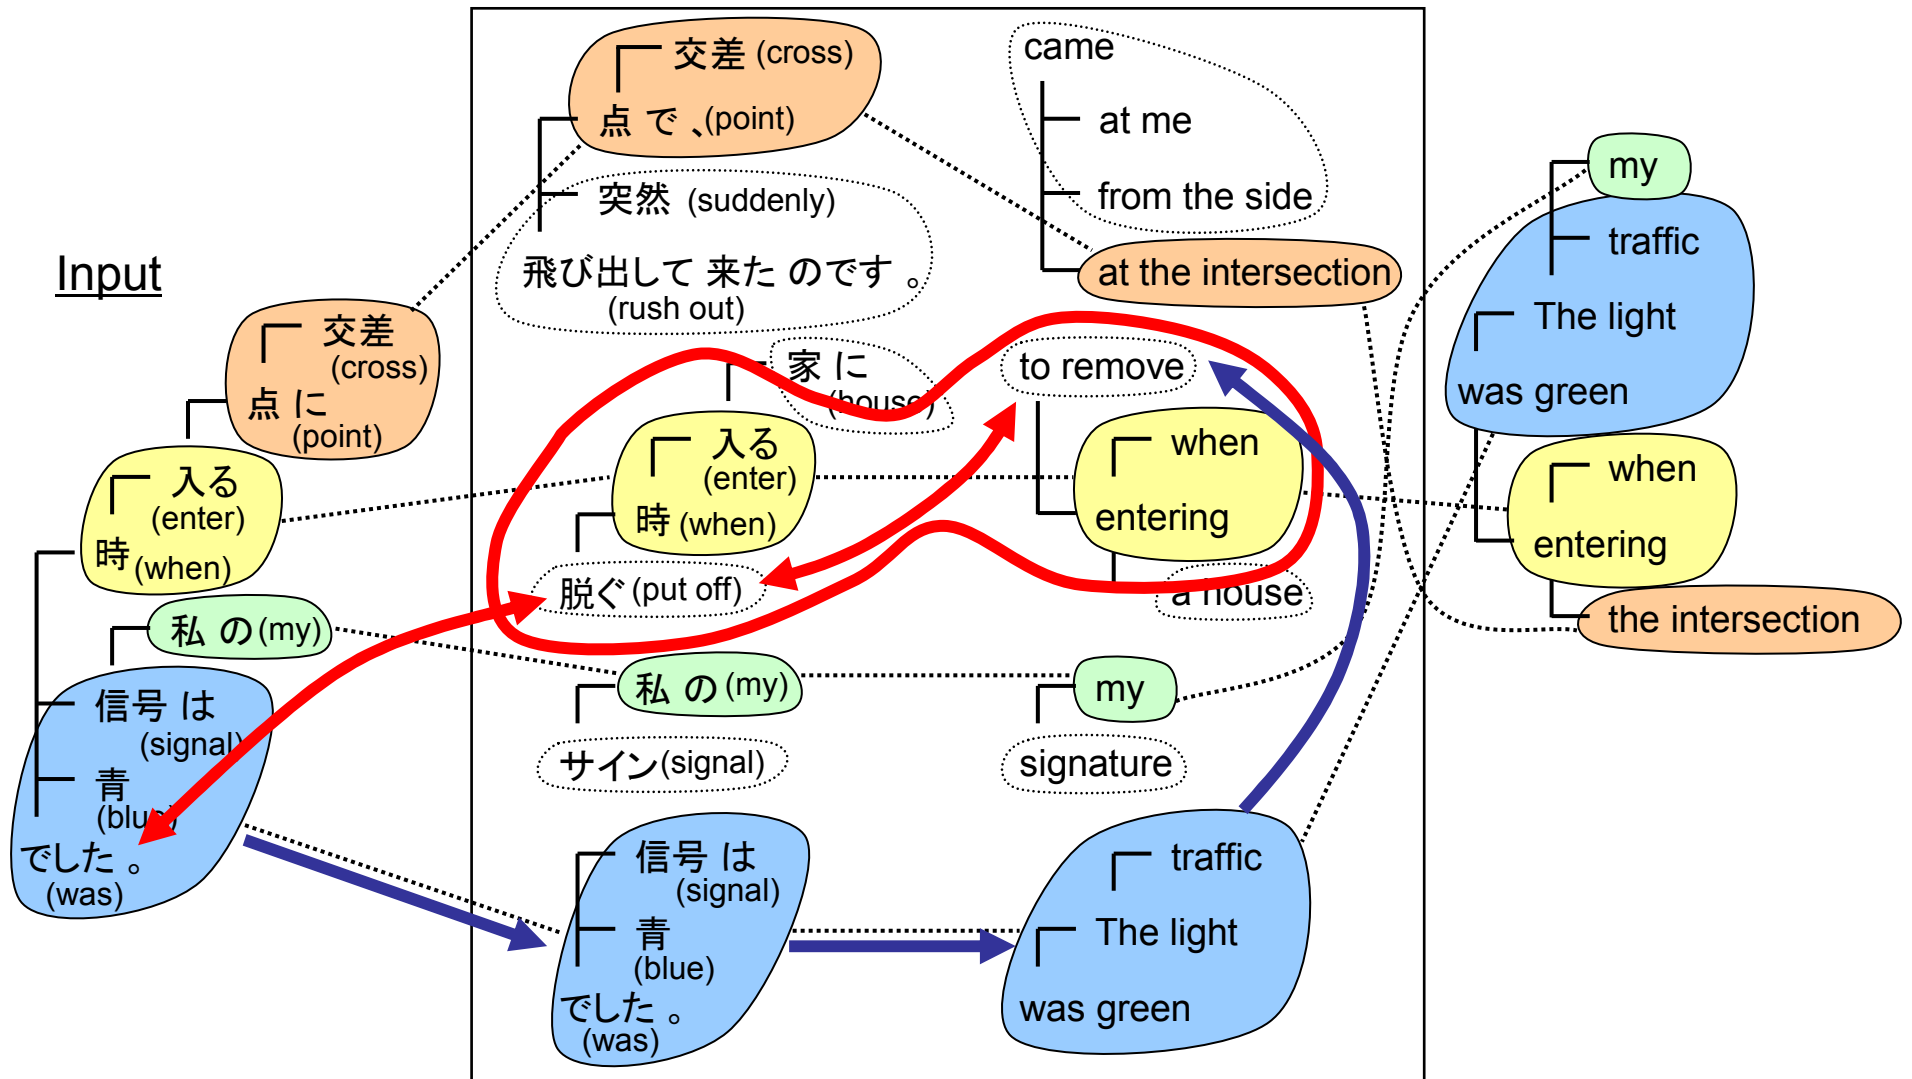 Input
交差
(cross)
点 に
(point)
入る
(enter)
時 (when)
私 の (my)
信号 は
(signal)
青
(blue)
でした 。
(was)
交差 (cross)
点 で 、(point)
突然 (suddenly)
飛び出して 来た のです 。
(rush out)
家 に
(house)
入る
(enter)
時 (when)
脱ぐ (put off)
私 の (my)
サイン (signal)
信号 は
(signal)
青
(blue)
でした 。
(was)
came
at me
from the side
at the intersection
to remove
when
entering
a house
my
signature
traffic
The light
was green
my
traffic
The light
was green
when
entering
the intersection